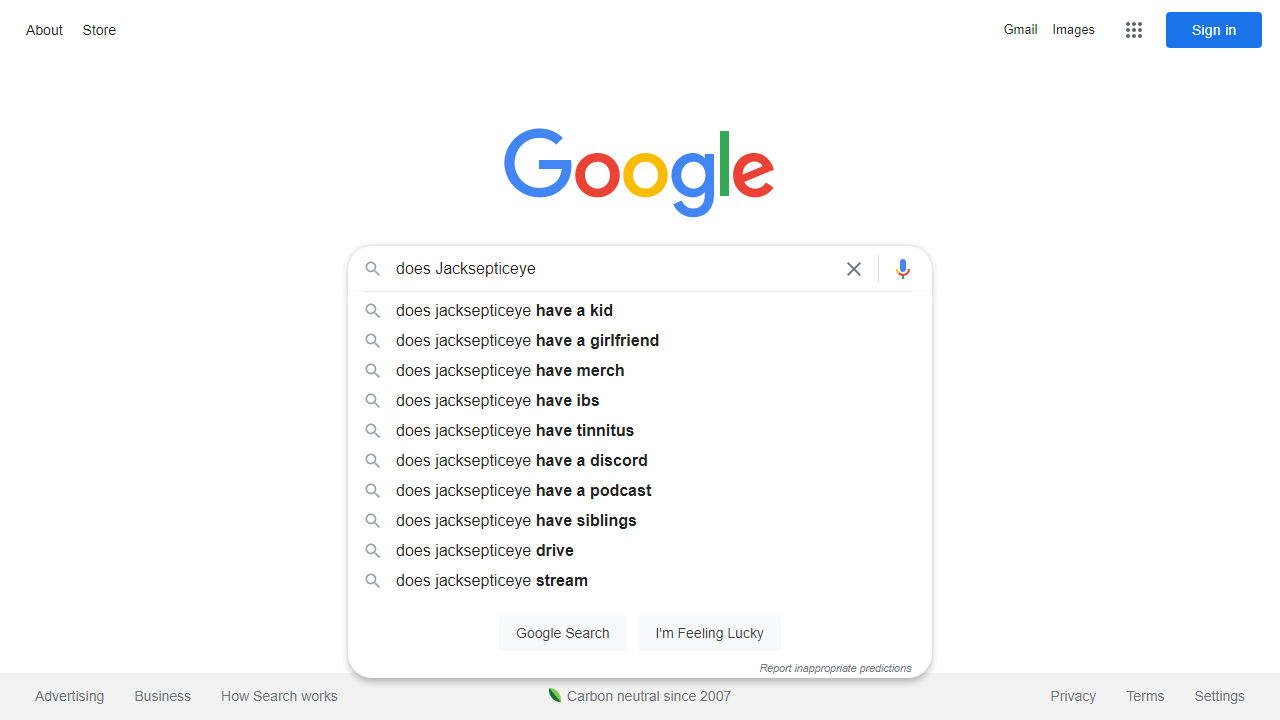 About Store
Gmail Images Sign in
Google
does Jacksepticeye
does jacksepticeye have a kid
does jacksepticeye have a girlfriend
does jacksepticeye have merch
does jacksepticeye have ibs
does jacksepticeye have tinnitus
does jacksepticeye have a discord
does jacksepticeye have a podcast
does jacksepticeye have siblings
does jacksepticeye drive
does jacksepticeye stream
Google Search I'm Feeling Lucky
Report inappropriate predictions
Advertising Business How Search works Carbon neutral since 2007 Privacy Terms Settings